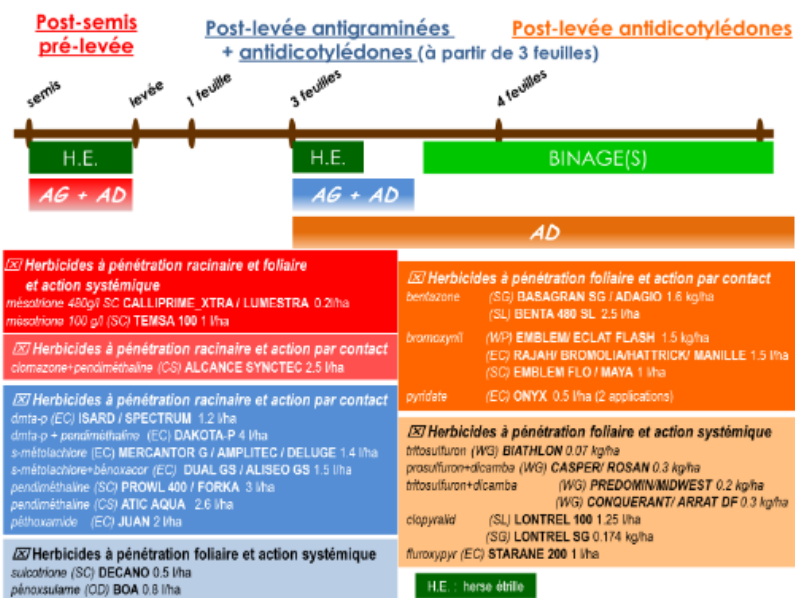 Post-semis
pré-levée
Post-levée antigraminées
+ antidicotylédones (à partir de 3 feuilles)
Post-levée antidicotylédones
semis
levée
1 feuille
3 feuilles
4 feuilles
H.E.
H.E.
BINAGE(S)
AG + AD
AG + AD
AD
Herbicides à pénétration racinaire et foliaire
et action systémique
mésotrione 480g/l SC CALLIPRIME_XTRA / LUMESTRA 0.2l/ha
mésotrione 100 g/l (SC) TEMSA 100 1 l/ha
Herbicides à pénétration racinaire et action par contact
clomazone+pendiméthaline (CS) ALCANCE SYNCTEC 2.5 l/ha
Herbicides à pénétration racinaire et action par contact
dmta-p (EC) ISARD / SPECTRUM 1.2 l/ha
dmta-p + pendiméthaline (EC) DAKOTA-P 4 l/ha
s-métolachlore (EC) MERCANTOR G / AMPLITEC / DELUGE 1.4 l/ha
s-métolachlore+bénoxacor (EC) DUAL GS / ALISEO GS 1.5 l/ha
pendiméthaline (SC) PROWL 400 / FORKA 3 l/ha
pendiméthaline (CS) ATIC AQUA 2.6 l/ha
péthoxamide (EC) JUAN 2 l/ha
Herbicides à pénétration foliaire et action systémique
sulcotrione (SC) DECANO 0.5 l/ha
pénoxsulame (OD) BOA 0.8 l/ha
Herbicides à pénétration foliaire et action par contact
bentazone (SG) BASAGRAN SG / ADAGIO 1.6 kg/ha
(SL) BENTA 480 SL 2.5 l/ha
bromoxynil (WP) EMBLEM/ ECLAT FLASH 1.5 kg/ha
(EC) RAJAH/ BROMOLIA/HATTRICK/ MANILLE 1.5 l/ha
(SC) EMBLEM FLO / MAYA 1 l/ha
pyridate (EC) ONYX 0.5 l/ha (2 applications)
Herbicides à pénétration foliaire et action systémique
tritosulfuron (WG) BIATHLON 0.07 kg/ha
prosulfuron+dicamba (WG) CASPER/ ROSAN 0.3 kg/ha
tritosulfuron+dicamba (WG) PREDOMIN/MIDWEST 0.2 kg/ha
(WG) CONQUERANT/ ARRAT DF 0.3 kg/ha
clopyralid (SL) LONTREL 100 1.25 l/ha
(SG) LONTREL SG 0.174 kg/ha
fluroxypyr (EC) STARANE 200 1 l/ha
H.E. : herse étrille